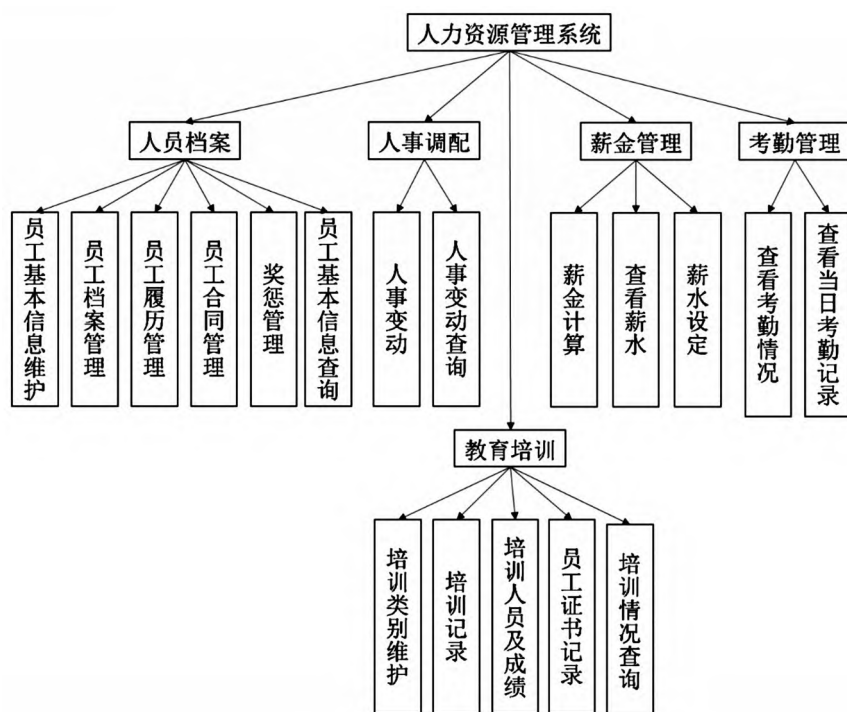 人力资源管理系统
人员档案
人事调配
薪金管理
考勤管理
员工基本信息维护
员工档案管理
员工履历管理
员工合同管理
奖惩管理
员工基本信息查询
人事变动
人事变动查询
薪金计算
查看薪水
薪水设定
查看考勤情况
查看当日考勤记录
教育培训
培训类别维护
培训记录
培训人员及成绩
员工证书记录
培训情况查询